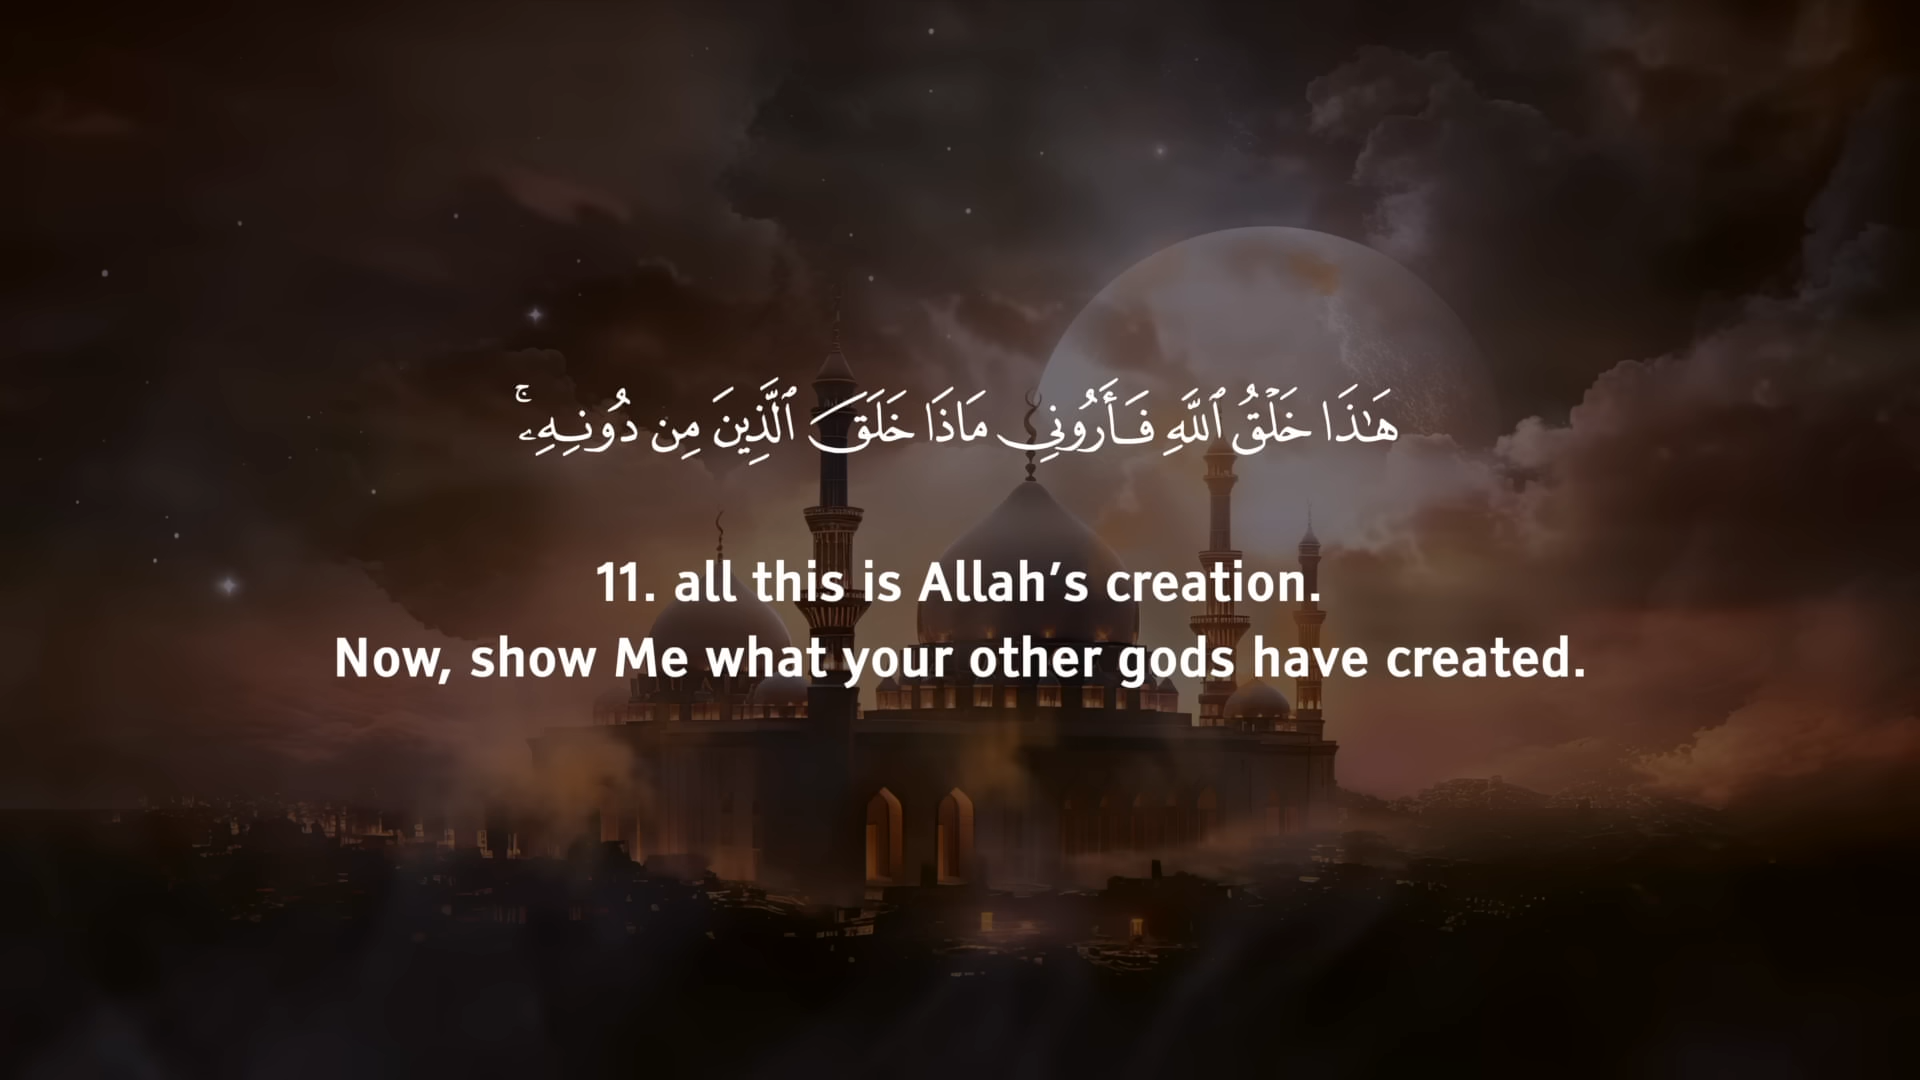 هَـٰذَا خَلْقُ ٱللَّهِ فَأَرُونِى مَاذَا خَلَقَ ٱلَّذِينَ مِن دُونِهِۦ ۚ
11. all this is Allah’s creation.
Now, show Me what your other gods have created.